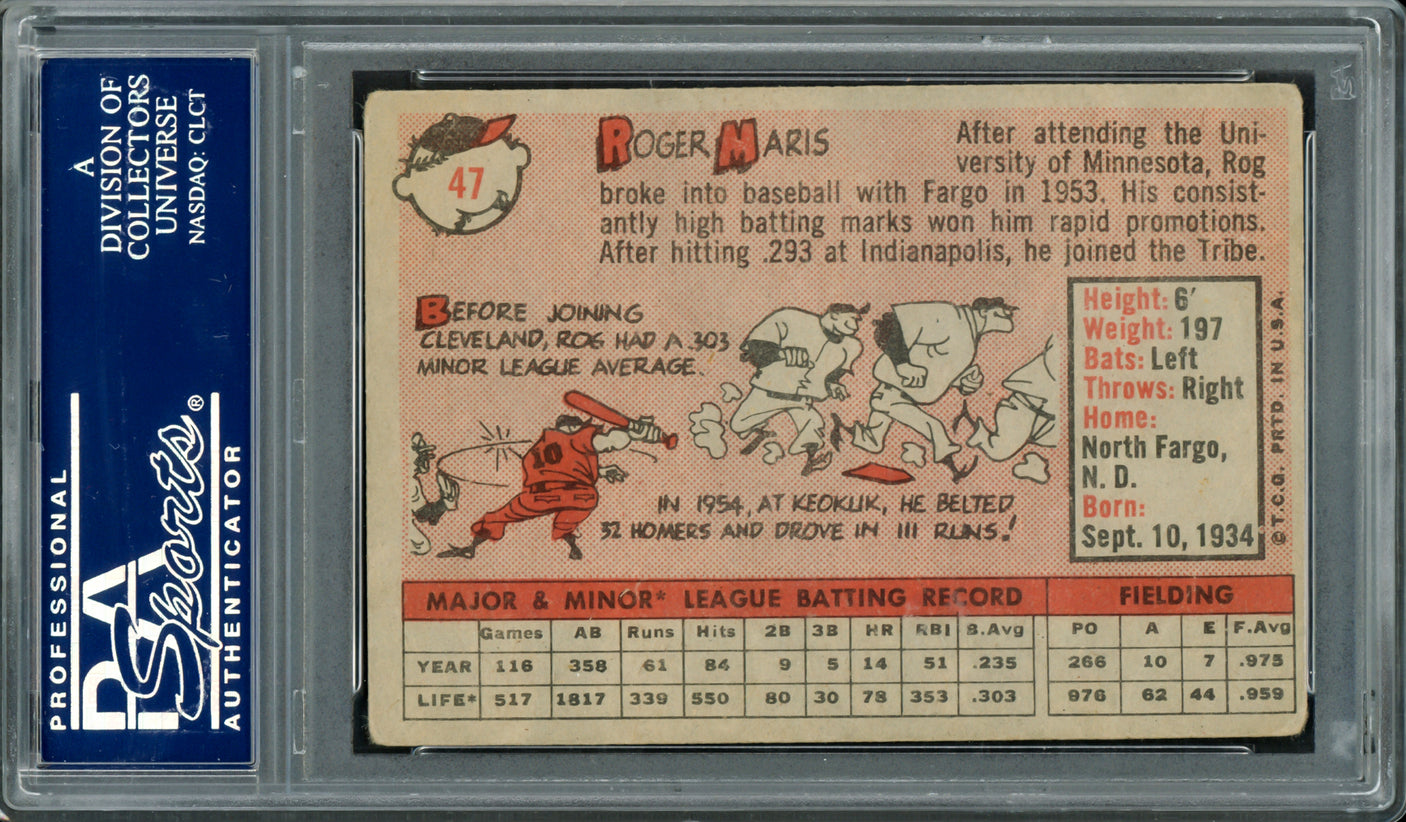 A
DIVISION OF
COLLECTORS
UNIVERSE
NASDAQ: CLCT
PROFESSIONAL
PSA
Sports®
AUTHENTICATOR
47
ROGER MARIS
After attending the Uni-
versity of Minnesota, Rog
broke into baseball with Fargo in 1953. His consist-
antly high batting marks won him rapid promotions.
After hitting .293 at Indianapolis, he joined the Tribe.
BEFORE JOINING
CLEVELAND, ROG HAD A .303
MINOR LEAGUE AVERAGE.
10
IN 1954, AT KEOKUK, HE BELTED
32 HOMERS AND DROVE IN 111 RUNS!
Height: 6′
Weight: 197
Bats: Left
Throws: Right
Home:
North Fargo,
N. D.
Born:
Sept. 10, 1934
© T.C.G. PRTD. IN U.S.A.
MAJOR & MINOR* LEAGUE BATTING RECORD FIELDING
Games AB Runs Hits 2B 3B HR RBI B.Avg PO A E F.Avg
YEAR 116 358 61 84 9 5 14 51 .235 266 10 7 .975
LIFE* 517 1817 339 550 80 30 78 353 .303 976 62 44 .959